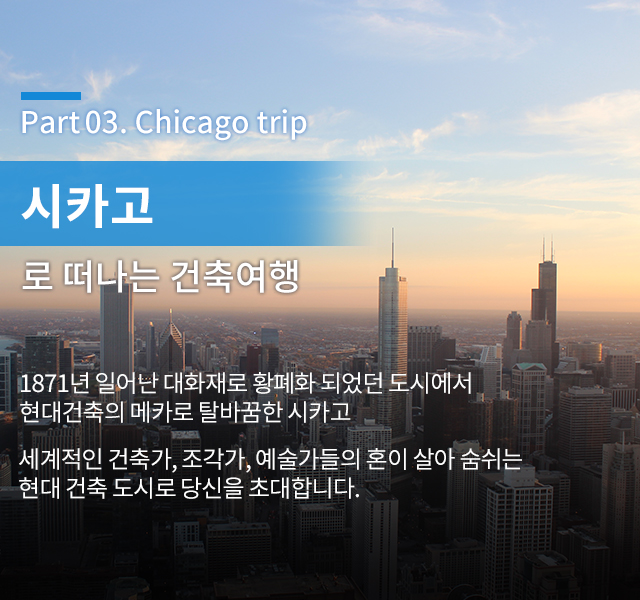 Part 03. Chicago trip
시카고
로 떠나는 건축여행
1871년 일어난 대화재로 황폐화 되었던 도시에서
현대건축의 메카로 탈바꿈한 시카고
세계적인 건축가, 조각가, 예술가들의 혼이 살아 숨쉬는
현대 건축 도시로 당신을 초대합니다.